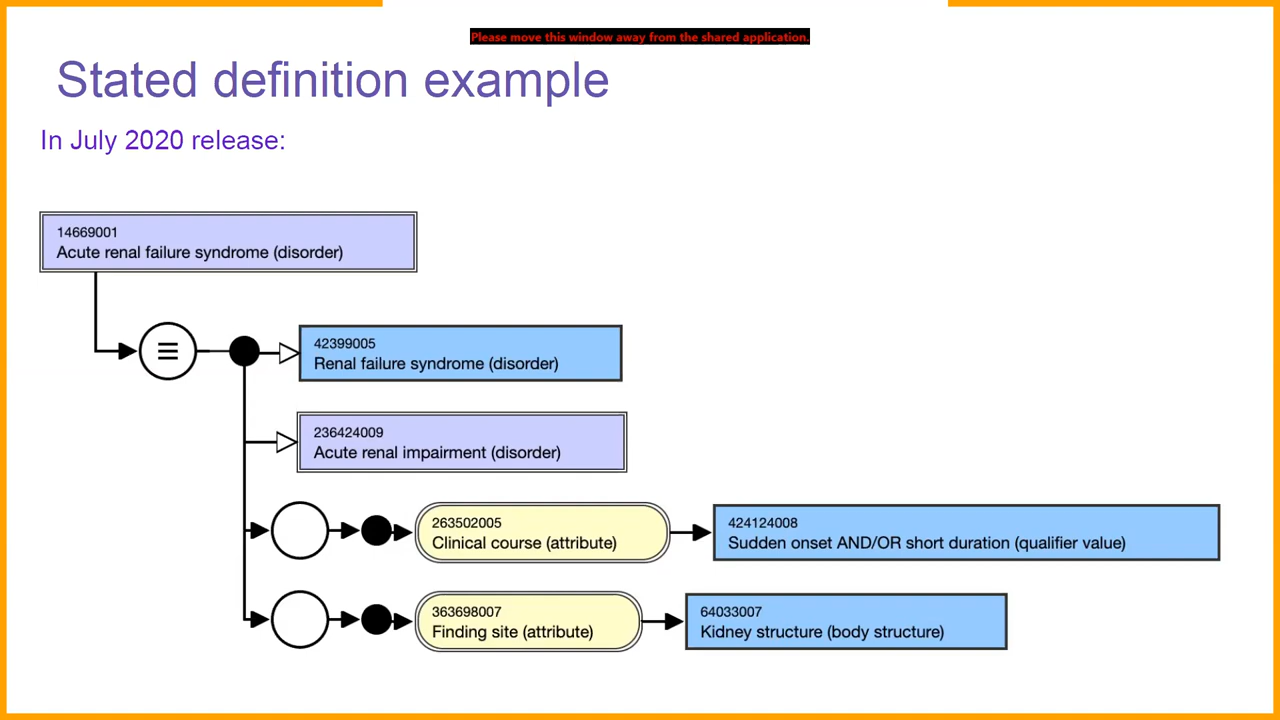 Please move this window away from the shared application.
Stated definition example
In July 2020 release:
14669001
Acute renal failure syndrome (disorder)
42399005
Renal failure syndrome (disorder)
236424009
Acute renal impairment (disorder)
263502005
Clinical course (attribute)
424124008
Sudden onset AND/OR short duration (qualifier value)
363698007
Finding site (attribute)
64033007
Kidney structure (body structure)